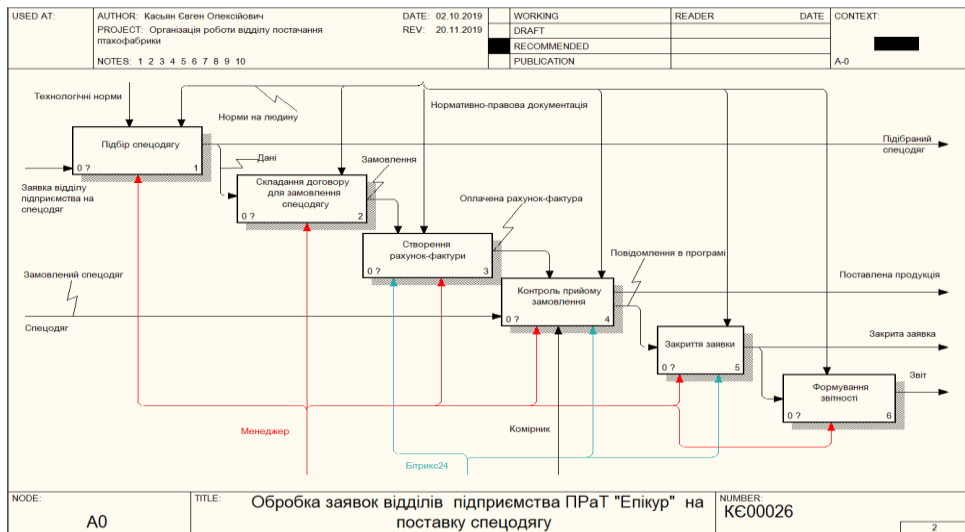 USED AT:
AUTHOR: Касьян Євген Олексійович
DATE: 02.10.2019
WORKING
READER
DATE
CONTEXT:
PROJECT: Організація роботи відділу постачання
птахофабрики
REV: 20.11.2019
DRAFT
RECOMMENDED
NOTES: 1 2 3 4 5 6 7 8 9 10
PUBLICATION
A-0
Технологічні норми
Норми на людину
Нормативно-правова документація
Підбір спецодягу
0 ?
1
Підібраний
спецодяг
Дані
Замовлення
Заявка відділу
підприємства на
спецодяг
Складання договору
для замовлення
спецодягу
0 ?
2
Оплачена рахунок-фактура
Створення
рахунок-фактури
0 ?
3
Повідомлення в програмі
Замовлений спецодяг
Поставлена продукція
Контроль прийому
замовлення
0 ?
4
Спецодяг
Закрита заявка
Закриття заявки
0 ?
5
Звіт
Формування
звітності
0 ?
6
Менеджер
Комірник
Бітрикс24
NODE:
TITLE:
NUMBER:
A0
Обробка заявок відділів підприємства ПРаТ "Епікур" на
поставку спецодягу
КЄ00026
2